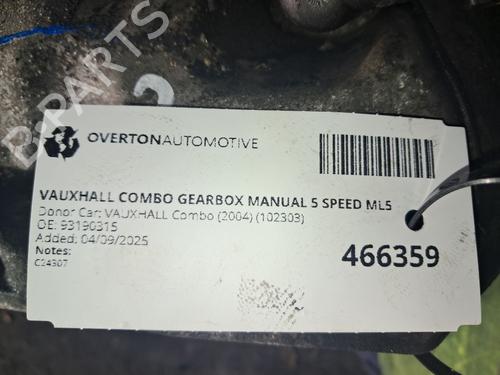 B-PARTS
2
OVERTONAUTOMOTIVE
VAUXHALL COMBO GEARBOX MANUAL 5 SPEED ML5
Donor Car: VAUXHALL Combo (2004) (102303)
OE: 93190315
Added: 04/09/2025
Notes:
C24307
466359